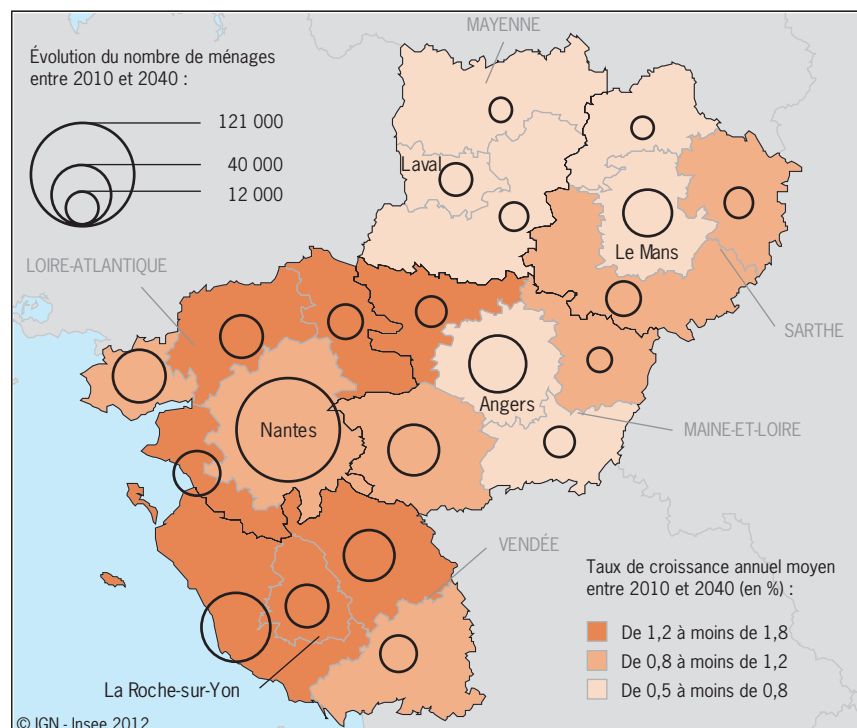 MAYENNE
Évolution du nombre de ménages
entre 2010 et 2040 :
121 000
40 000
12 000
Laval
Le Mans
LOIRE-ATLANTIQUE
SARTHE
Angers
Nantes
MAINE-ET-LOIRE
VENDÉE
Taux de croissance annuel moyen
entre 2010 et 2040 (en %) :
De 1,2 à moins de 1,8
De 0,8 à moins de 1,2
De 0,5 à moins de 0,8
La Roche-sur-Yon
© IGN - Insee 2012